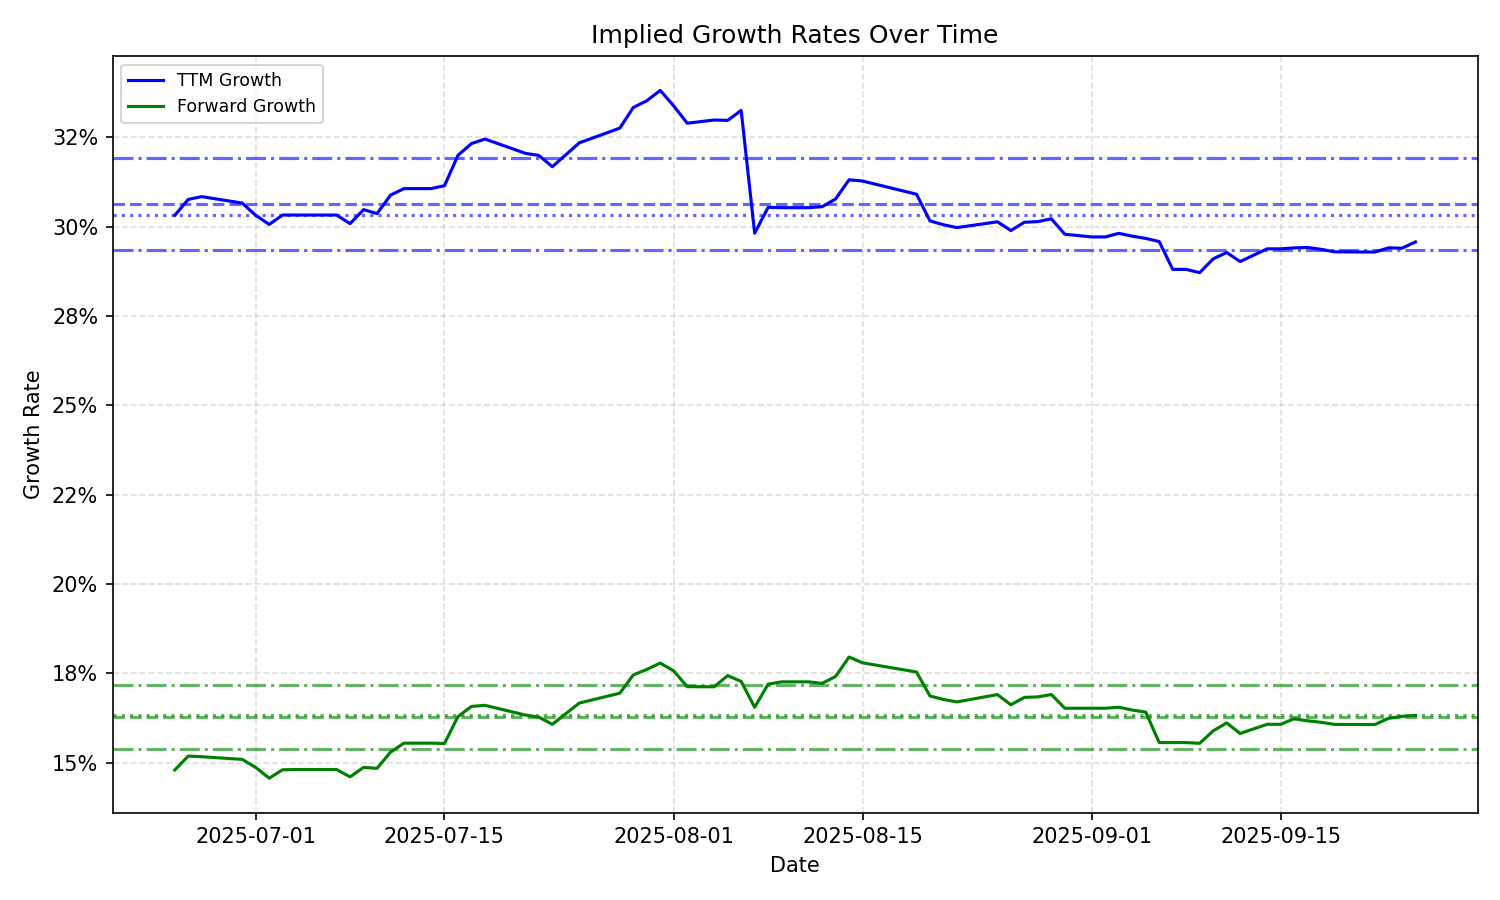 Implied Growth Rates Over Time
TTM Growth
Forward Growth
32%
30%
28%
25%
22%
20%
18%
15%
Growth Rate
2025-07-01
2025-07-15
2025-08-01
2025-08-15
2025-09-01
2025-09-15
Date